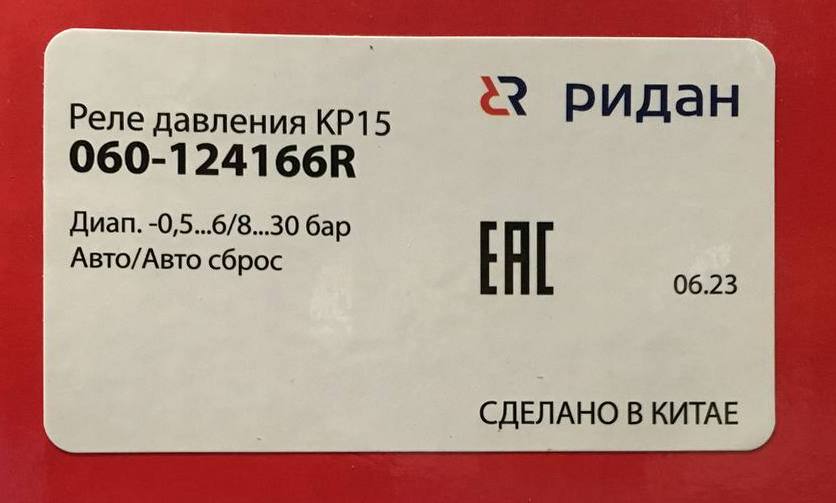 Реле давления КР15
060-124166R
Диап. -0,5...6/8...30 бар
Авто/Авто сброс
ридан
ЕАС
06.23
СДЕЛАНО В КИТАЕ